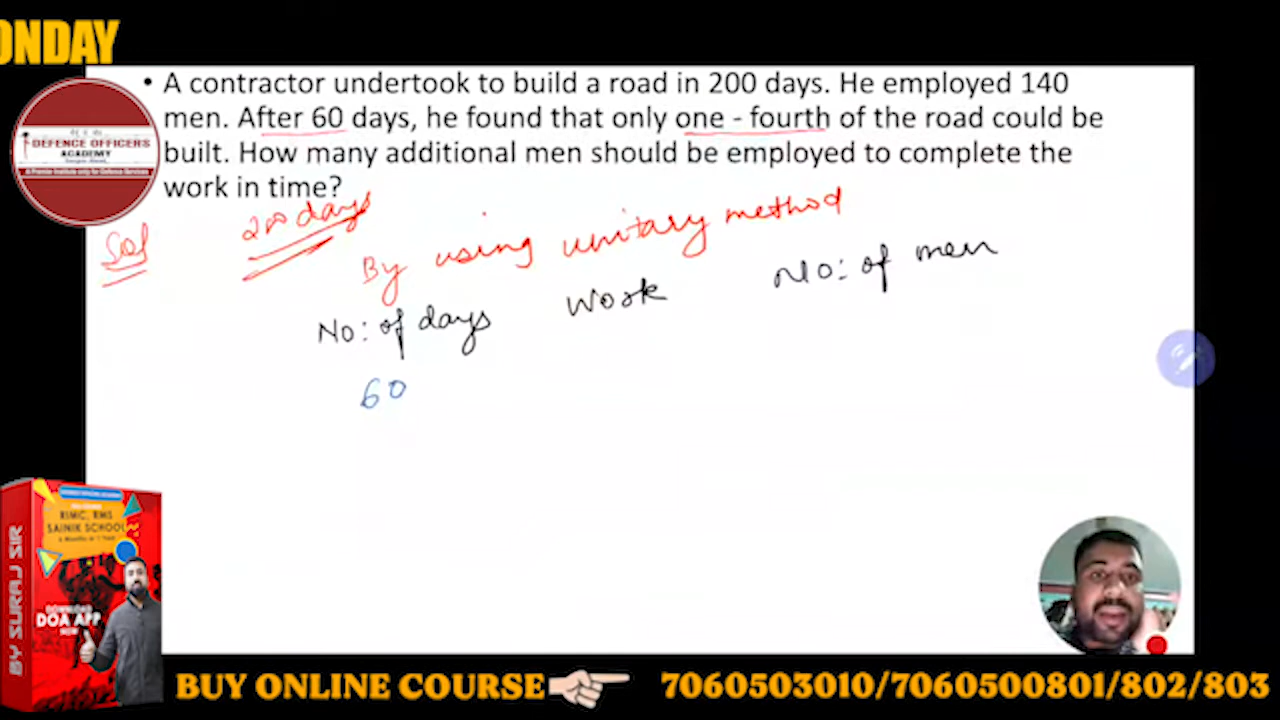 ONDAY
• A contractor undertook to build a road in 200 days. He employed 140
men. After 60 days, he found that only one - fourth of the road could be
built. How many additional men should be employed to complete the
work in time?
DEFENCE OFFICERS
ACADEMY
Sol
200 days
By using unitary method
No: of days Work No: of men
60
RIMC, RMS
SAINIK SCHOOL
DOWNLOAD
DOA APP
NOW
BY SURAJ SIR
BUY ONLINE COURSE 7060503010/7060500801/802/803